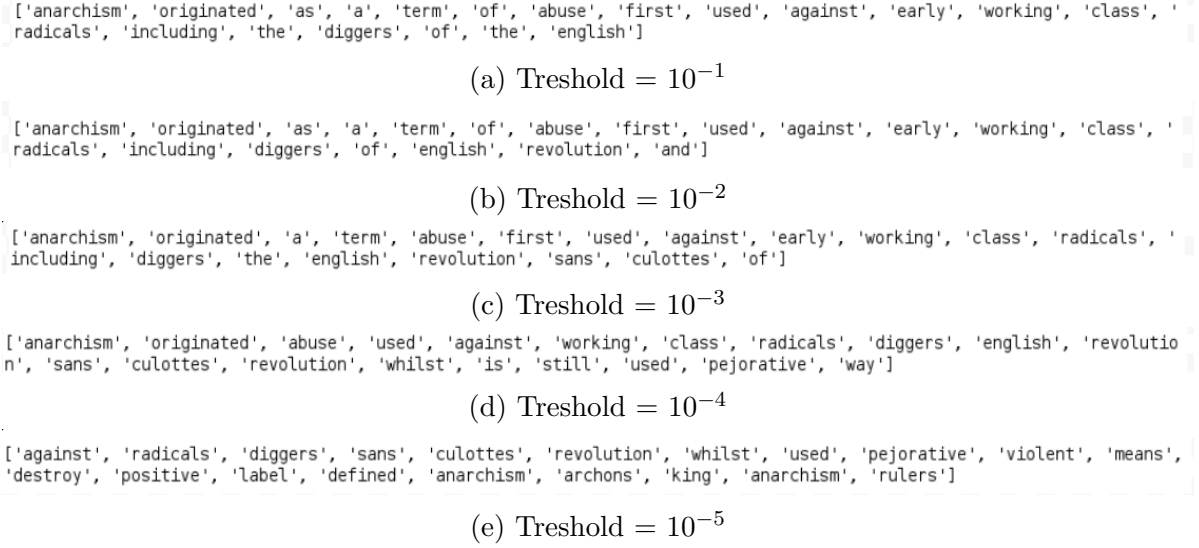 ['anarchism', 'originated', 'as', 'a', 'term', 'of', 'abuse', 'first', 'used', 'against', 'early', 'working', 'class', '
radicals', 'including', 'the', 'diggers', 'of', 'the', 'english']
(a) Treshold = 10⁻¹
['anarchism', 'originated', 'as', 'a', 'term', 'of', 'abuse', 'first', 'used', 'against', 'early', 'working', 'class', '
radicals', 'including', 'diggers', 'of', 'english', 'revolution', 'and']
(b) Treshold = 10⁻²
['anarchism', 'originated', 'a', 'term', 'abuse', 'first', 'used', 'against', 'early', 'working', 'class', 'radicals', '
including', 'diggers', 'the', 'english', 'revolution', 'sans', 'culottes', 'of']
(c) Treshold = 10⁻³
['anarchism', 'originated', 'abuse', 'used', 'against', 'working', 'class', 'radicals', 'diggers', 'english', 'revolutio
n', 'sans', 'culottes', 'revolution', 'whilst', 'is', 'still', 'used', 'pejorative', 'way']
(d) Treshold = 10⁻⁴
['against', 'radicals', 'diggers', 'sans', 'culottes', 'revolution', 'whilst', 'used', 'pejorative', 'violent', 'means',
'destroy', 'positive', 'label', 'defined', 'anarchism', 'archons', 'king', 'anarchism', 'rulers']
(e) Treshold = 10⁻⁵